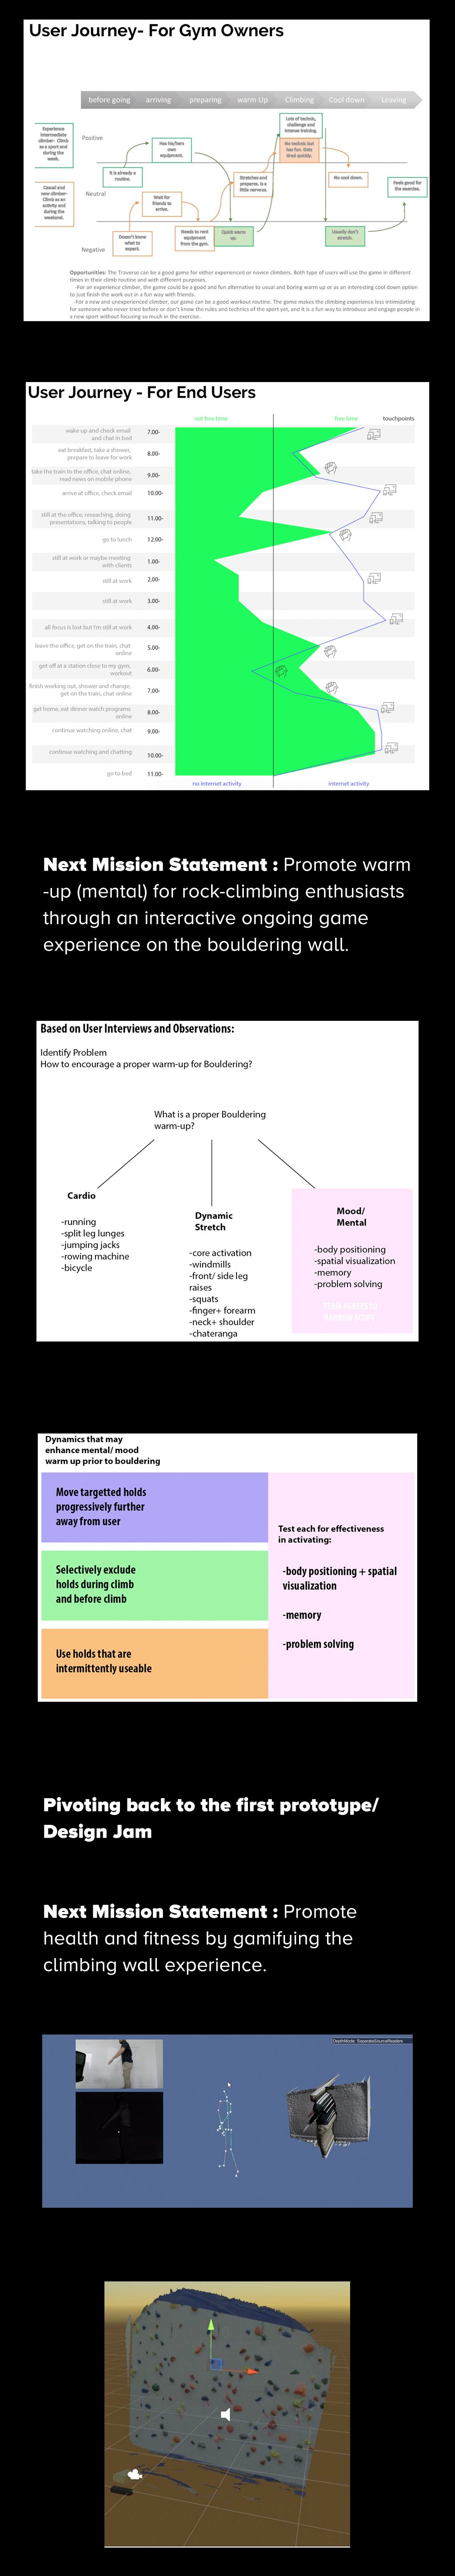 User Journey- For Gym Owners
before going arriving preparing warm Up Climbing Cool down Leaving
Positive
Neutral
Negative
Experience
intermediate
climber- Climb
as a sport and
during the
week.
Casual and
new climber-
Climb as an
activity and
during the
weekend.
It is already a
routine.
Has his/hers
own
equipment.
Wait for
friends to
arrive.
Doesn't know
what to
expect.
Needs to rent
equipment
from the gym.
Quick warm
up.
Stretches and
prepares. Is a
little nervous.
Lots of technic,
challenge and
intense training.
No technic but
has fun. Gets
tired quickly.
No cool down.
Usually don't
stretch.
Feels good for
the exercise.
Opportunities: The Traverse can be a good game for either experienced or novice climbers. Both type of users will use the game in different
times in their climb routine and with different purposes.
-For an experience climber, the game could be a good and fun alternative to usual and boring warm up or as an interesting cool down option
to just finish the work out in a fun way with friends.
-For a new and unexperienced climber, our game can be a good workout routine. The game makes the climbing experience less intimidating
for someone who never tried before or don't know the rules and technics of the sport yet, and it is a fun way to introduce and engage people in
a new sport without focusing so much in the exercise.
User Journey - For End Users
not free time free time touchpoints
wake up and check email
and chat in bed
7.00-
eat breakfast, take a shower,
prepare to leave for work
8.00-
take the train to the office, chat online,
read news on mobile phone
9.00-
arrive at office, check email
10.00-
still at the office, researching, doing
presentations, talking to people
11.00-
go to lunch
12.00-
still at work or maybe meeting
with clients
1.00-
still at work
2.00-
still at work
3.00-
all focus is lost but I'm still at work
4.00-
leave the office, get on the train, chat
online
5.00-
get off at a station close to my gym,
workout
6.00-
finish working out, shower and change,
get on the train, chat online
7.00-
get home, eat dinner watch programs
online
8.00-
continue watching online, chat
9.00-
continue watching and chatting
10.00-
go to bed
11.00-
no internet activity internet activity
Next Mission Statement : Promote warm
-up (mental) for rock-climbing enthusiasts
through an interactive ongoing game
experience on the bouldering wall.
Based on User Interviews and Observations:
Identify Problem
How to encourage a proper warm-up for Bouldering?
What is a proper Bouldering
warm-up?
Cardio
-running
-split leg lunges
-jumping jacks
-rowing machine
-bicycle
Dynamic
Stretch
-core activation
-windmills
-front/ side leg
raises
-squats
-finger+ forearm
-neck+ shoulder
-chateranga
Mood/
Mental
-body positioning
-spatial visualization
-memory
-problem solving
TEAM AGREES TO
NARROW SCOPE
Dynamics that may
enhance mental/ mood
warm up prior to bouldering
Move targetted holds
progressively further
away from user
Selectively exclude
holds during climb
and before climb
Use holds that are
intermittently useable
Test each for effectiveness
in activating:
-body positioning + spatial
visualization
-memory
-problem solving
Pivoting back to the first prototype/
Design Jam
Next Mission Statement : Promote
health and fitness by gamifying the
climbing wall experience.
DepthMode: SeparateSourceReaders